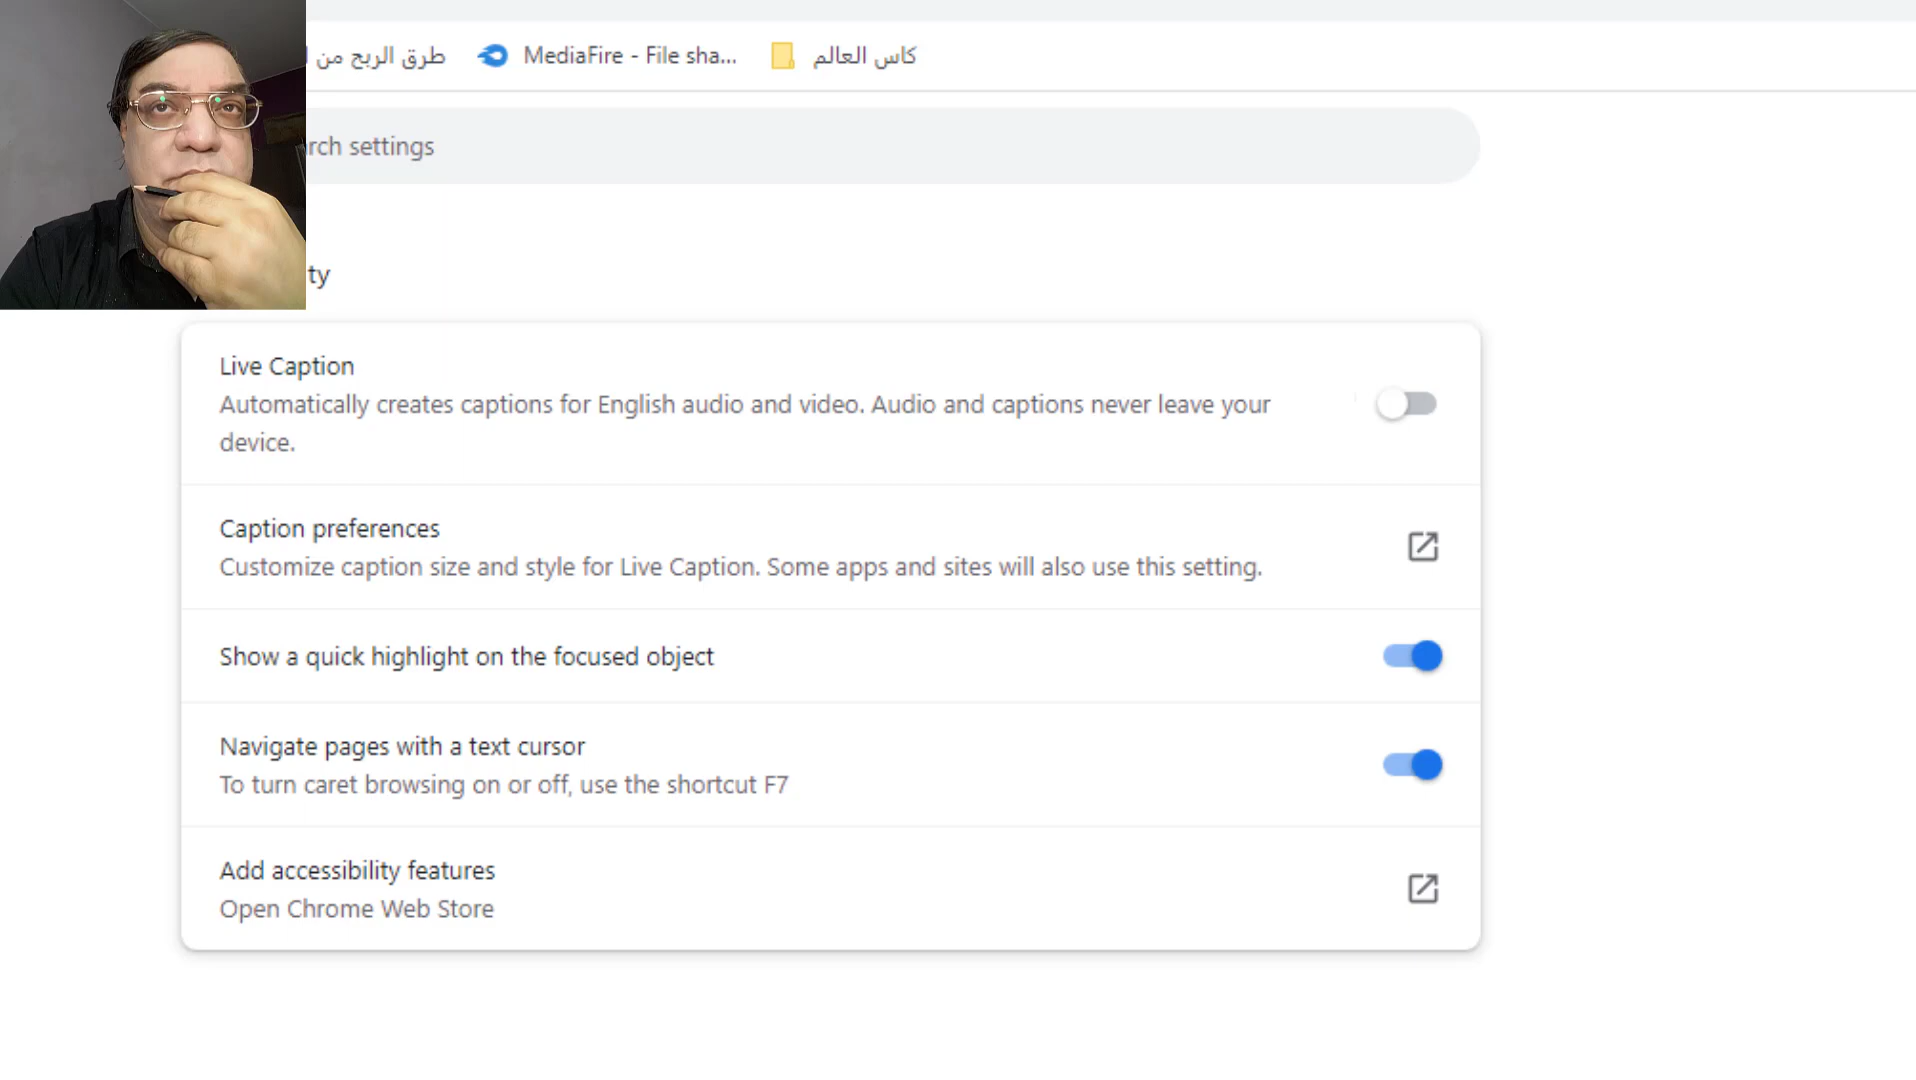 طرق الربح من ا
MediaFire - File sha...
كاس العالم
rch settings
ty
Live Caption
Automatically creates captions for English audio and video. Audio and captions never leave your
device.
Caption preferences
Customize caption size and style for Live Caption. Some apps and sites will also use this setting.
Show a quick highlight on the focused object
Navigate pages with a text cursor
To turn caret browsing on or off, use the shortcut F7
Add accessibility features
Open Chrome Web Store